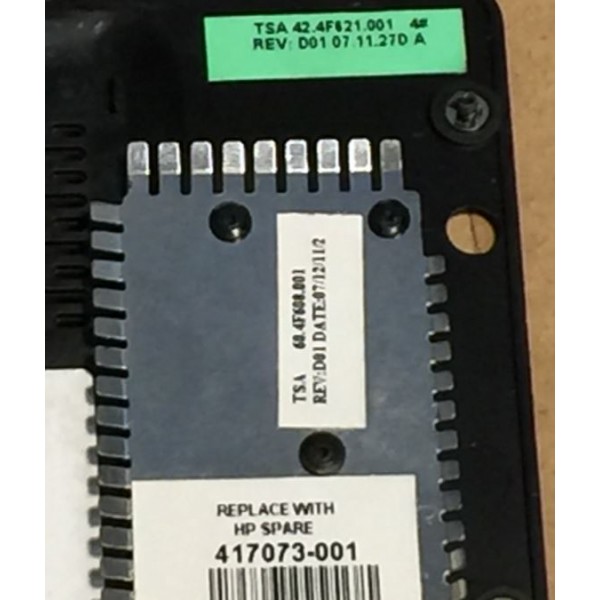 TSA 42.4F621.001 4#
REV: D01 07.11.27D A
TSA 60.4F608.001
REV:D01 DATE:07/12/11/2
REPLACE WITH
HP SPARE
417073-001